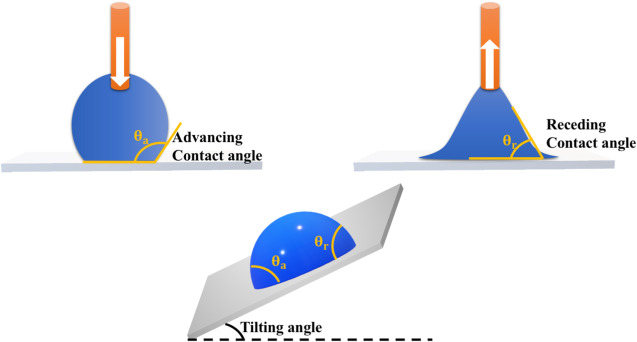 θa
Advancing
Contact angle
Receding
Contact angle
θr
θa
θr
Tilting angle